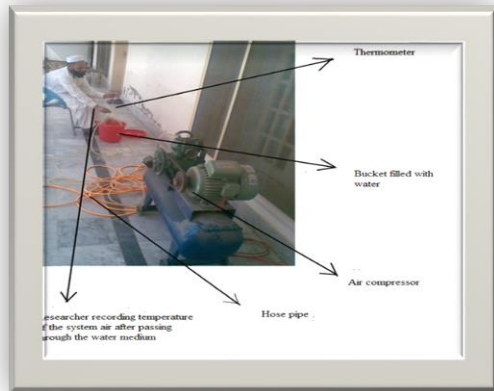 Thermometer
Bucket filled with
water
Air compressor
Hose pipe
esearcher recording temperature
f the system air after passing
rough the water medium